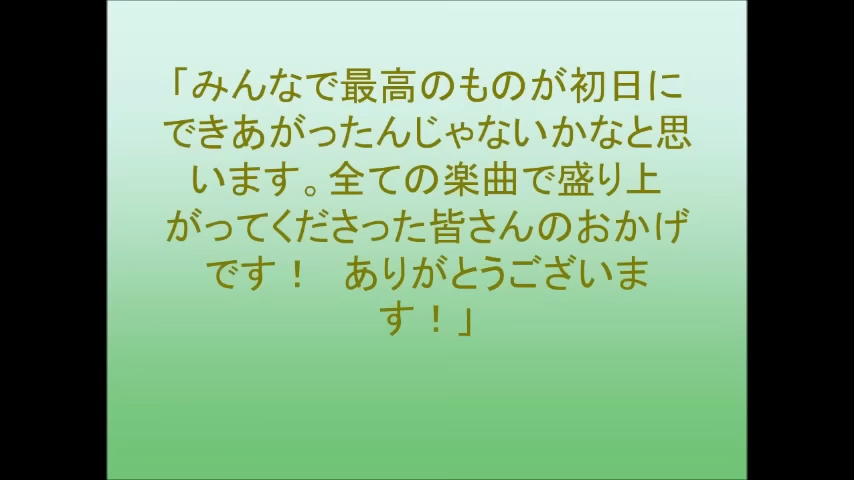 「みんなで最高のものが初日に
できあがったんじゃないかなと思
います。全ての楽曲で盛り上
がってくださった皆さんのおかげ
です！　ありがとうございま
す！」